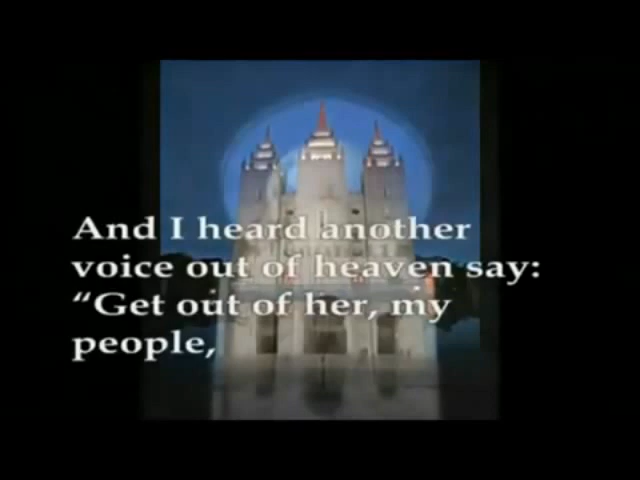 And I heard another
voice out of heaven say:
“Get out of her, my
people,